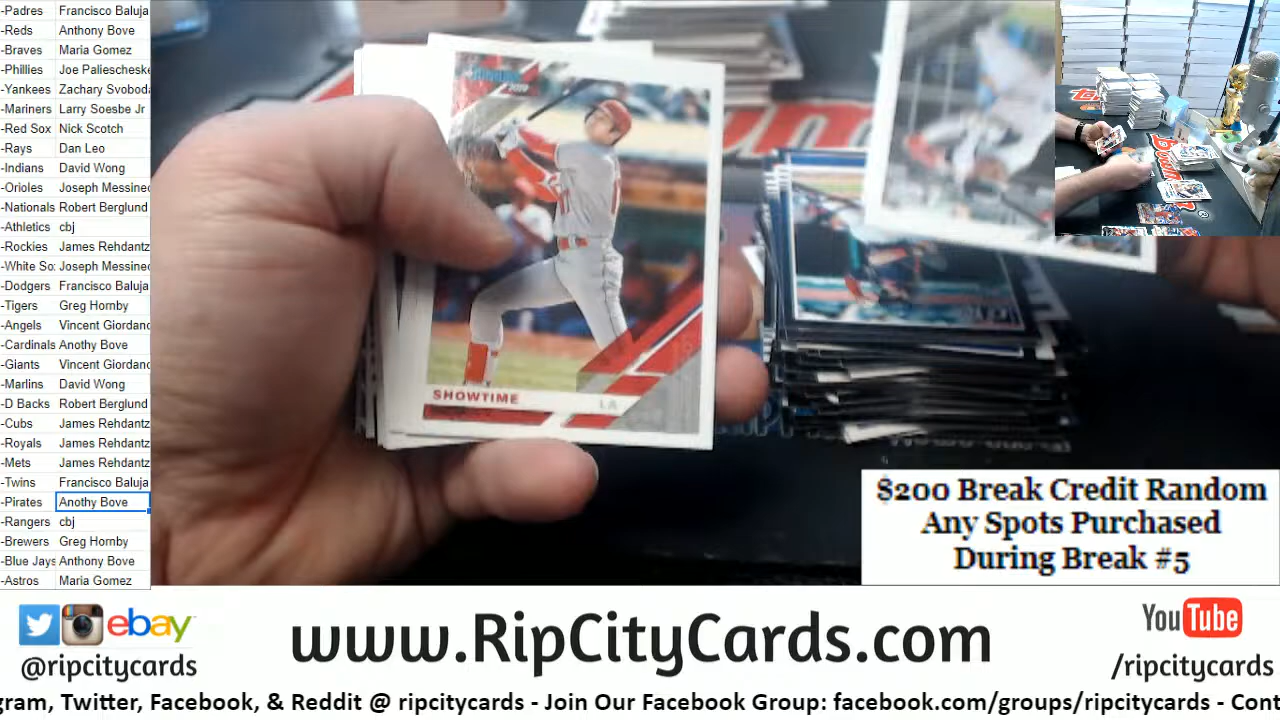 -Padres Francisco Baluja
-Reds Anthony Bove
-Braves Maria Gomez
-Phillies Joe Paliescheske
-Yankees Zachary Svoboda
-Mariners Larry Soesbe Jr
-Red Sox Nick Scotch
-Rays Dan Leo
-Indians David Wong
-Orioles Joseph Messineo
-Nationals Robert Berglund
-Athletics cbj
-Rockies James Rehdantz
-White So: Joseph Messineo
-Dodgers Francisco Baluja
-Tigers Greg Hornby
-Angels Vincent Giordano
-Cardinals Anothy Bove
-Giants Vincent Giordano
-Marlins David Wong
-D Backs Robert Berglund
-Cubs James Rehdantz
-Royals James Rehdantz
-Mets James Rehdantz
-Twins Francisco Baluja
-Pirates Anothy Bove
-Rangers cbj
-Brewers Greg Hornby
-Blue Jays Anthony Bove
-Astros Maria Gomez
2019
SHOWTIME
LA
$200 Break Credit Random
Any Spots Purchased
During Break #5
ebay
@ripcitycards
www.RipCityCards.com
YouTube
/ripcitycards
gram, Twitter, Facebook, & Reddit @ ripcitycards - Join Our Facebook Group: facebook.com/groups/ripcitycards - Cont